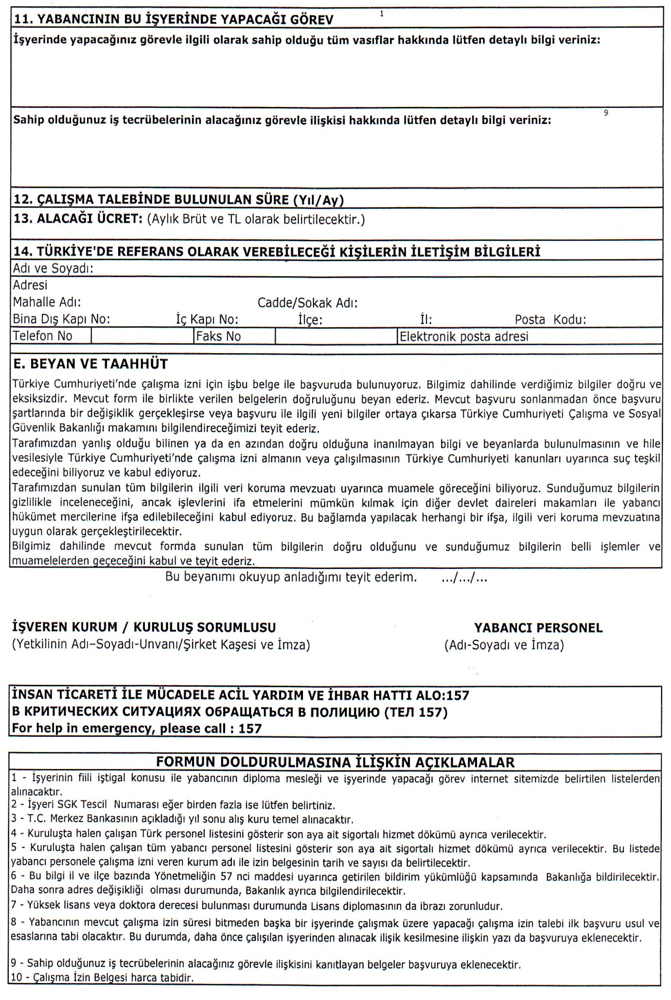 11. YABANCININ BU İŞYERİNDE YAPACAĞI GÖREV 1
İşyerinde yapacağınız görevle ilgili olarak sahip olduğu tüm vasıflar hakkında lütfen detaylı bilgi veriniz:
Sahip olduğunuz iş tecrübelerinin alacağınız görevle ilişkisi hakkında lütfen detaylı bilgi veriniz: 9
12. ÇALIŞMA TALEBİNDE BULUNULAN SÜRE (Yıl/Ay)
13. ALACAĞI ÜCRET: (Aylık Brüt ve TL olarak belirtilecektir.)
14. TÜRKİYE'DE REFERANS OLARAK VEREBİLECEĞİ KİŞİLERİN İLETİŞİM BİLGİLERİ
Adı ve Soyadı:
Adresi
Mahalle Adı: Cadde/Sokak Adı:
Bina Dış Kapı No: İç Kapı No: İlçe: İl: Posta Kodu:
Telefon No Faks No Elektronik posta adresi
E. BEYAN VE TAAHHÜT
Türkiye Cumhuriyeti’nde çalışma izni için işbu belge ile başvuruda bulunuyoruz. Bilgimiz dahilinde verdiğimiz bilgiler doğru ve
eksiksizdir. Mevcut form ile birlikte verilen belgelerin doğruluğunu beyan ederiz. Mevcut başvuru sonlanmadan önce başvuru
şartlarında bir değişiklik gerçekleşirse veya başvuru ile ilgili yeni bilgiler ortaya çıkarsa Türkiye Cumhuriyeti Çalışma ve Sosyal
Güvenlik Bakanlığı makamını bilgilendireceğimizi teyit ederiz.
Tarafımızdan yanlış olduğu bilinen ya da en azından doğru olduğuna inanılmayan bilgi ve beyanlarda bulunulmasının ve hile
vesilesiyle Türkiye Cumhuriyeti’nde çalışma izni almanın veya çalışılmasının Türkiye Cumhuriyeti kanunları uyarınca suç teşkil
edeceğini biliyoruz ve kabul ediyoruz.
Tarafımızdan sunulan tüm bilgilerin ilgili veri koruma mevzuatı uyarınca muamele göreceğini biliyoruz. Sunduğumuz bilgilerin
gizlilikle inceleneceğini, ancak işlevlerini ifa etmelerini mümkün kılmak için diğer devlet daireleri makamları ile yabancı
hükümet mercilerine ifşa edilebileceğini kabul ediyoruz. Bu bağlamda yapılacak herhangi bir ifşa, ilgili veri koruma mevzuatına
uygun olarak gerçekleştirilecektir.
Bilgimiz dahilinde mevcut formda sunulan tüm bilgilerin doğru olduğunu ve sunduğumuz bilgilerin belli işlemler ve
muamelelerden geçeceğini kabul ve teyit ederiz.
Bu beyanımı okuyup anladığımı teyit ederim. .../.../...
İŞVEREN KURUM / KURULUŞ SORUMLUSU YABANCI PERSONEL
(Yetkilinin Adı–Soyadı-Unvanı/Şirket Kaşesi ve İmza) (Adı-Soyadı ve İmza)
İNSAN TİCARETİ İLE MÜCADELE ACİL YARDIM VE İHBAR HATTI ALO:157
В КРИТИЧЕСКИХ СИТУАЦИЯХ ОбРАЩАТЬСЯ В ПОЛИЦИЮ (ТЕЛ 157)
For help in emergency, please call : 157
FORMUN DOLDURULMASINA İLİŞKİN AÇIKLAMALAR
1 - İşyerinin fiili iştigal konusu ile yabancının diploma mesleği ve işyerinde yapacağı görev internet sitemizde belirtilen listelerden
alınacaktır.
2 - İşyeri SGK Tescil Numarası eğer birden fazla ise lütfen belirtiniz.
3 - T.C. Merkez Bankasının açıkladığı yıl sonu alış kuru temel alınacaktır.
4 - Kuruluşta halen çalışan Türk personel listesini gösterir son aya ait sigortalı hizmet dökümü ayrıca verilecektir.
5 - Kuruluşta halen çalışan tüm yabancı personel listesini gösterir son aya ait sigortalı hizmet dökümü ayrıca verilecektir. Bu listede
yabancı personele çalışma izni veren kurum adı ile izin belgesinin tarih ve sayısı da belirtilecektir.
6 - Bu bilgi il ve ilçe bazında Yönetmeliğin 57 nci maddesi uyarınca getirilen bildirim yükümlüğü kapsamında Bakanlığa bildirilecektir.
Daha sonra adres değişikliği olması durumunda, Bakanlık ayrıca bilgilendirilecektir.
7 - Yüksek lisans veya doktora derecesi bulunması durumunda Lisans diplomasının da ibrazı zorunludur.
8 - Yabancının mevcut çalışma izin süresi bitmeden başka bir işyerinde çalışmak üzere yapacağı çalışma izin talebi ilk başvuru usul ve
esaslarına tabi olacaktır. Bu durumda, daha önce çalışılan işyerinden alınacak ilişik kesilmesine ilişkin yazı da başvuruya eklenecektir.
9 - Sahip olduğunuz iş tecrübelerinin alacağınız görevle ilişkisini kanıtlayan belgeler başvuruya eklenecektir.
10 - Çalışma İzin Belgesi harca tabidir.